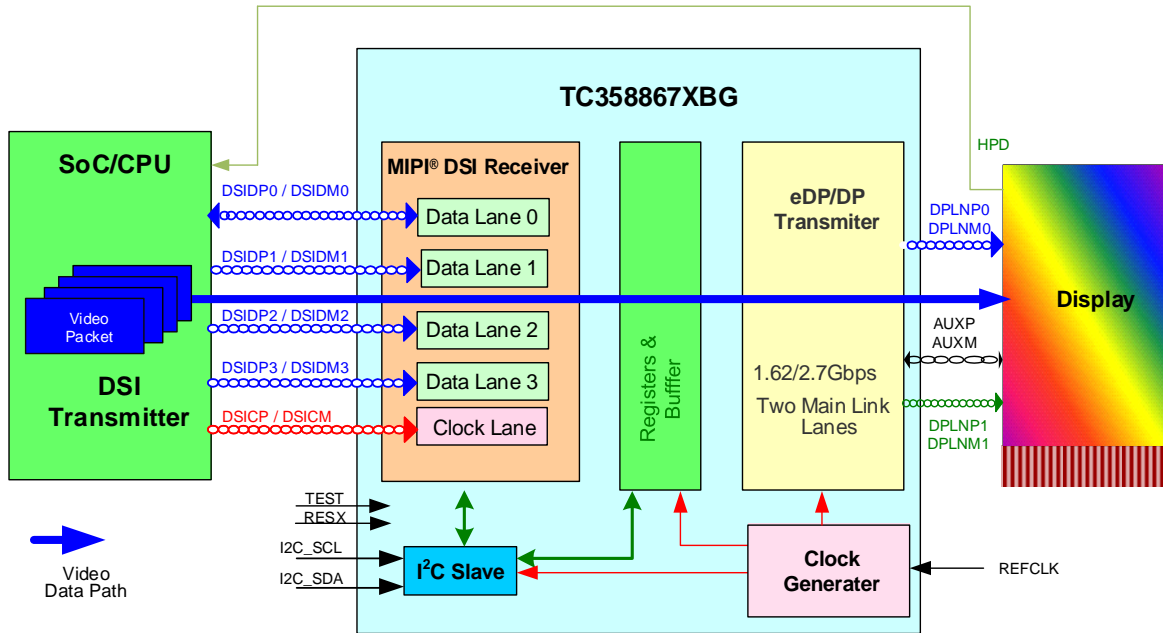 TC358867XBG
HPD
SoC/CPU
MIPI® DSI Receiver
DSIDP0 / DSIDM0
Data Lane 0
DSIDP1 / DSIDM1
Data Lane 1
Video
Packet
DSIDP2 / DSIDM2
Data Lane 2
DSIDP3 / DSIDM3
Data Lane 3
DSI
Transmitter
DSICP / DSICM
Clock Lane
Registers &
Bufffer
eDP/DP
Transmiter
1.62/2.7Gbps
Two Main Link
Lanes
DPLNP0
DPLNM0
Display
AUXP
AUXM
DPLNP1
DPLNM1
TEST
RESX
I2C_SCL
I2C_SDA
I²C Slave
Clock
Generater
REFCLK
Video
Data Path